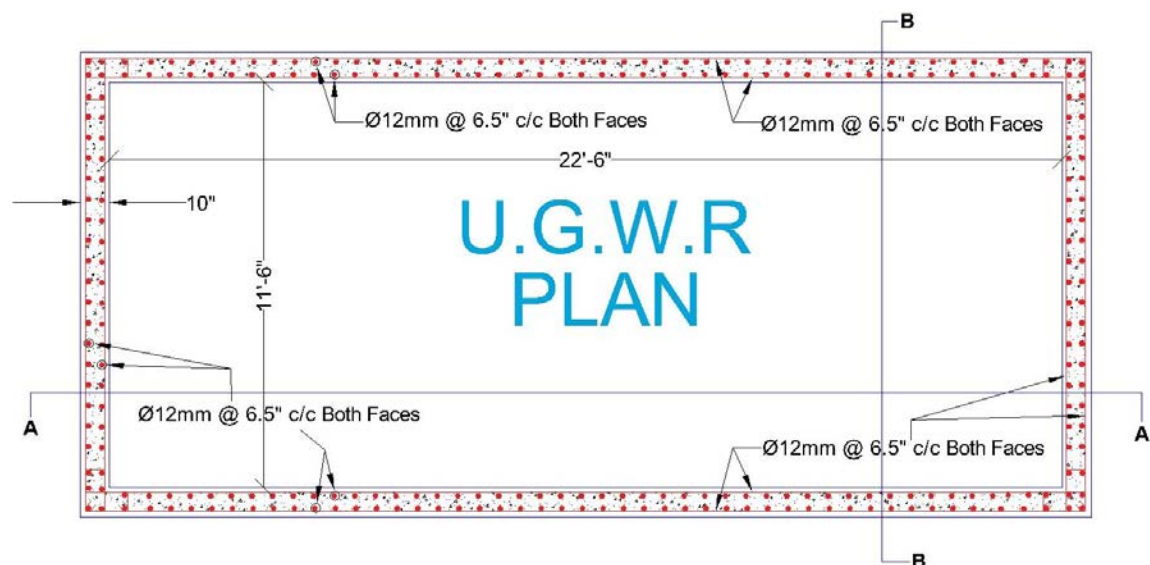 B
Ø12mm @ 6.5" c/c Both Faces
Ø12mm @ 6.5" c/c Both Faces
22'-6"
10"
U.G.W.R
PLAN
11'-6"
Ø12mm @ 6.5" c/c Both Faces
A
A
Ø12mm @ 6.5" c/c Both Faces
B